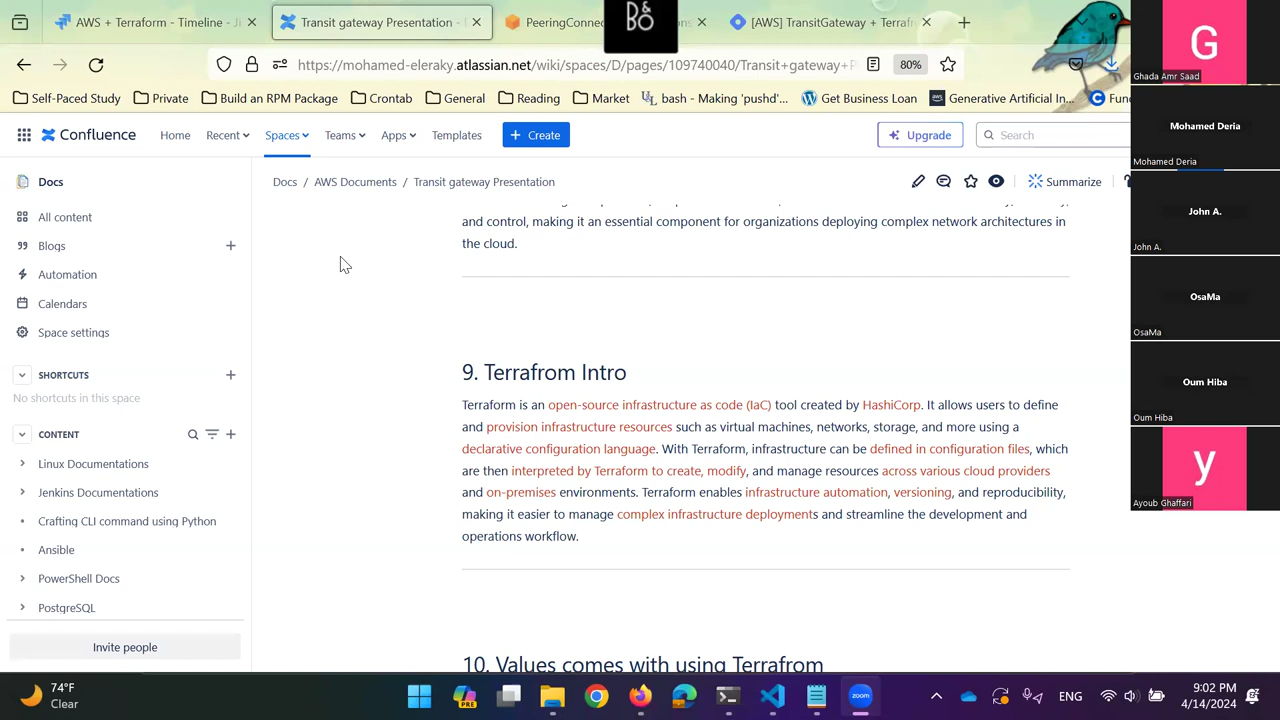 AWS + Terraform - Timeline - Je
Transit gateway Presentation -
PeeringConnec
[AWS] TransitGateway + Terraf
D&
BO
https://mohamed-eleraky.atlassian.net/wiki/spaces/D/pages/109740040/Transit+gateway+P
80%
Self-Paced Study
Private
Build an RPM Package
Crontab
General
Reading
Market
bash - Making 'pushd'...
Get Business Loan
Generative Artificial In...
Fun
Confluence
Home
Recent
Spaces
Teams
Apps
Templates
+ Create
Upgrade
Search
Docs
Docs / AWS Documents / Transit gateway Presentation
Summarize
All content
Blogs
Automation
Calendars
Space settings
SHORTCUTS
No shortcuts in this space
CONTENT
Linux Documentations
Jenkins Documentations
Crafting CLI command using Python
Ansible
PowerShell Docs
PostgreSQL
Invite people
and control, making it an essential component for organizations deploying complex network architectures in
the cloud.
9. Terrafrom Intro
Terraform is an open-source infrastructure as code (IaC) tool created by HashiCorp. It allows users to define
and provision infrastructure resources such as virtual machines, networks, storage, and more using a
declarative configuration language. With Terraform, infrastructure can be defined in configuration files, which
are then interpreted by Terraform to create, modify, and manage resources across various cloud providers
and on-premises environments. Terraform enables infrastructure automation, versioning, and reproducibility,
making it easier to manage complex infrastructure deployments and streamline the development and
operations workflow.
10. Values comes with using Terrafrom
G
Ghada Amr Saad
Mohamed Deria
Mohamed Deria
John A.
John A.
OsaMa
OsaMa
Oum Hiba
Oum Hiba
y
Ayoub Ghaffari
74°F
Clear
PRE
zoom
ENG
9:02 PM
4/14/2024